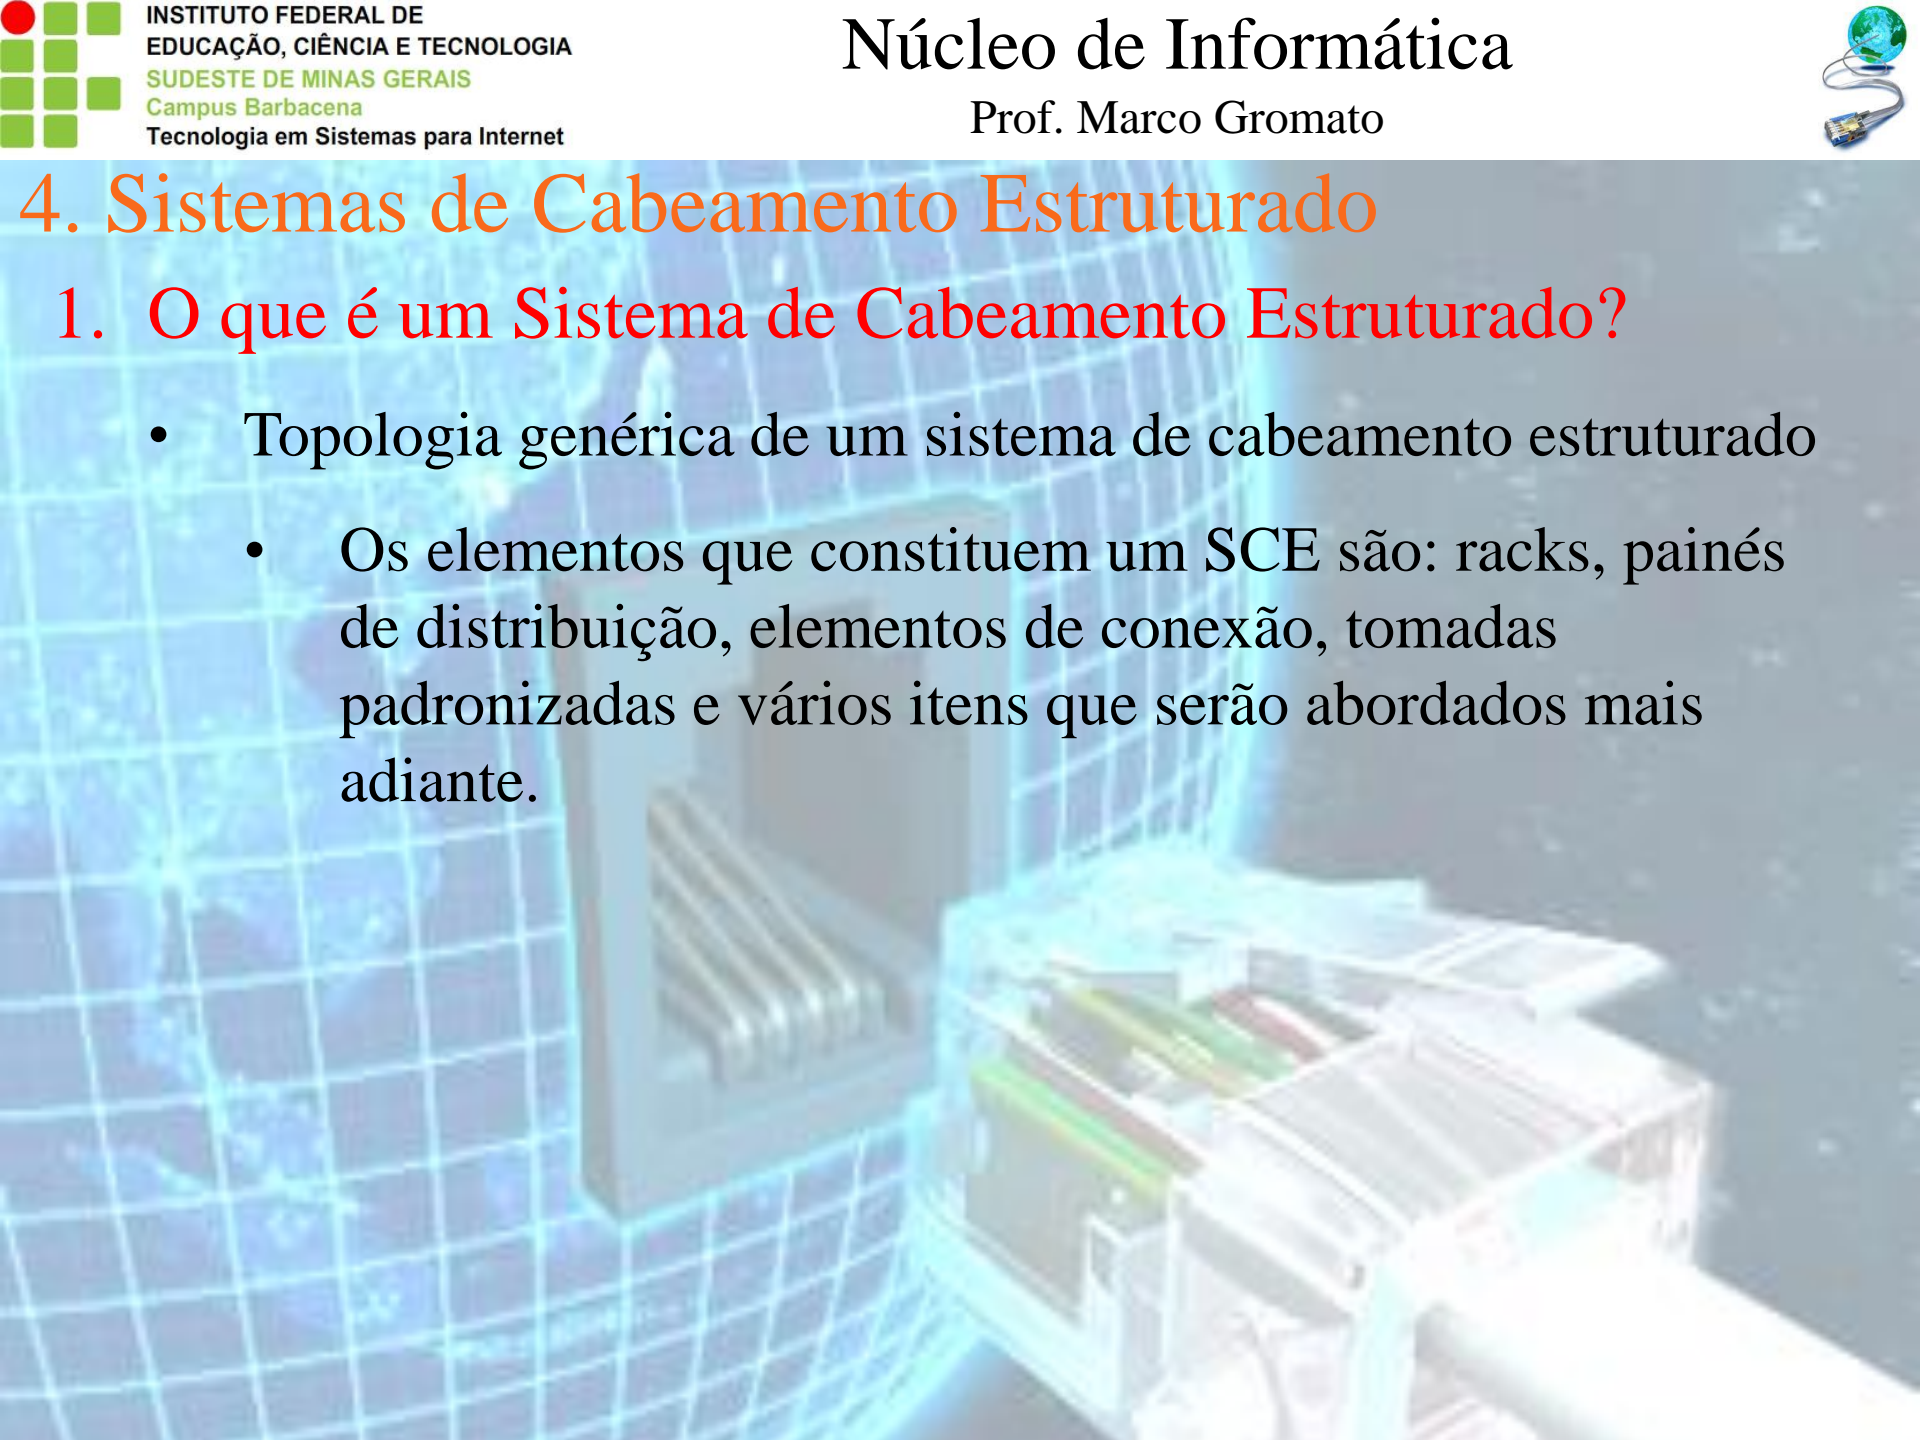 INSTITUTO FEDERAL DE
EDUCAÇÃO, CIÊNCIA E TECNOLOGIA
SUDESTE DE MINAS GERAIS
Campus Barbacena
Tecnologia em Sistemas para Internet
Núcleo de Informática
Prof. Marco Gromato
4. Sistemas de Cabeamento Estruturado
1. O que é um Sistema de Cabeamento Estruturado?
• Topologia genérica de um sistema de cabeamento estruturado
• Os elementos que constituem um SCE são: racks, painés
de distribuição, elementos de conexão, tomadas
padronizadas e vários itens que serão abordados mais
adiante.